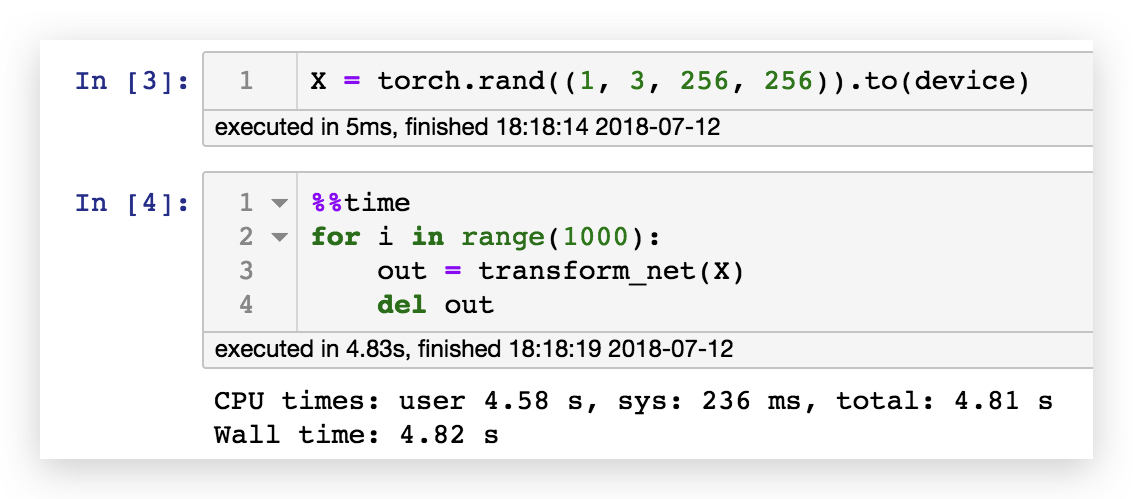 In [3]: 1 X = torch.rand((1, 3, 256, 256)).to(device)
executed in 5ms, finished 18:18:14 2018-07-12
In [4]: 1 %%time
2 for i in range(1000):
3 out = transform_net(X)
4 del out
executed in 4.83s, finished 18:18:19 2018-07-12
CPU times: user 4.58 s, sys: 236 ms, total: 4.81 s
Wall time: 4.82 s